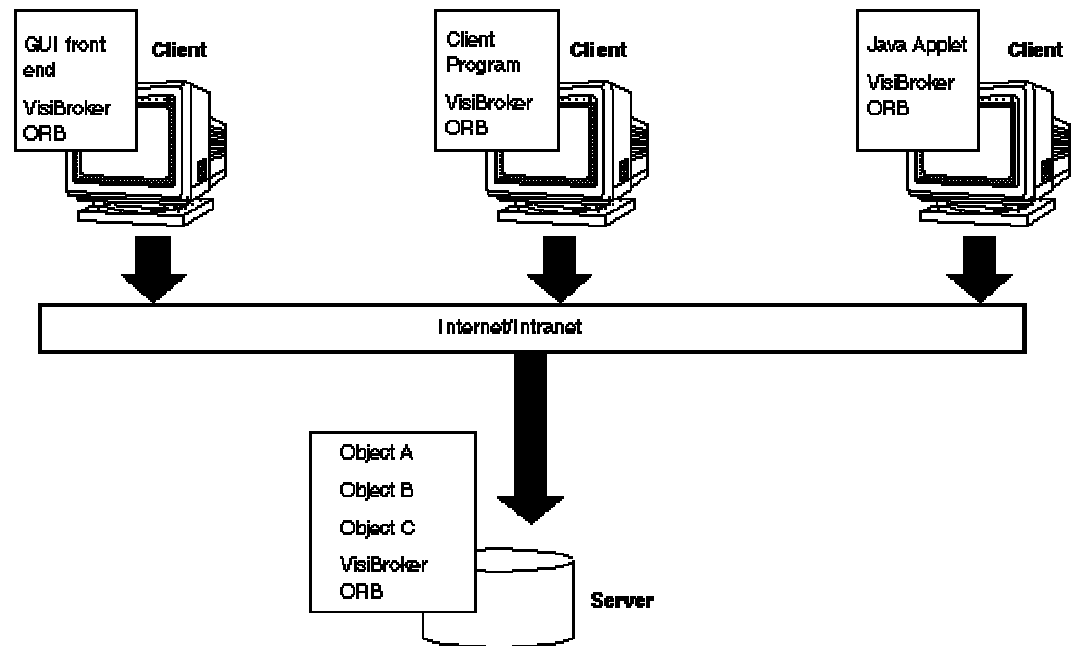 GUI front
end
VisiBroker
ORB
Client
Client
Program
VisiBroker
ORB
Client
Java Applet
VisiBroker
ORB
Client
Internet/Intranet
Object A
Object B
Object C
VisiBroker
ORB
Server